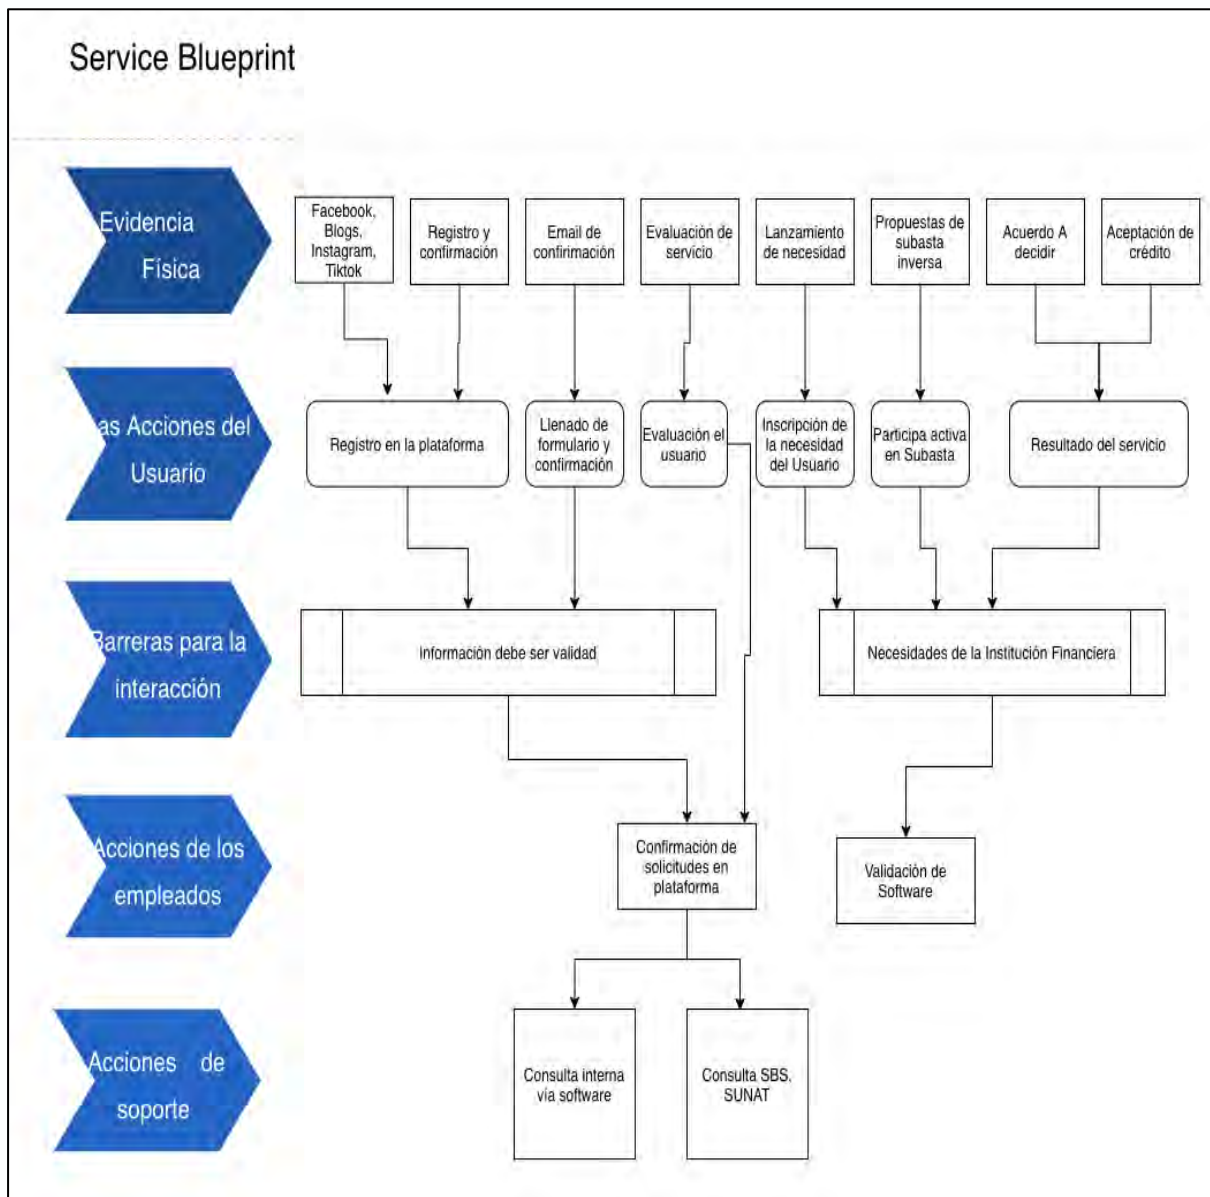 Service Blueprint
Evidencia
Física
Facebook,
Blogs,
Instagram,
Tiktok
Registro y
confirmación
Email de
confirimación
Evaluación de
servicio
Lanzamiento
de necesidad
Propuestas de
subasta
inversa
Acuerdo A
decidir
Aceptación de
crédito
as Acciones del
Usuario
Registro en la plataforma
Llenado de
formulario y
confirmación
Evaluación el
usuario
Inscripción de
la necesidad
del Usuario
Participa activa
en Subasta
Resultado del servicio
Barreras para la
interacción
Información debe ser validad
Necesidades de la Institución Financiera
Acciones de los
empleados
Confirmación de
solicitudes en
plataforma
Validación de
Software
Acciones de
soporte
Consulta interna
vía software
Consulta SBS,
SUNAT